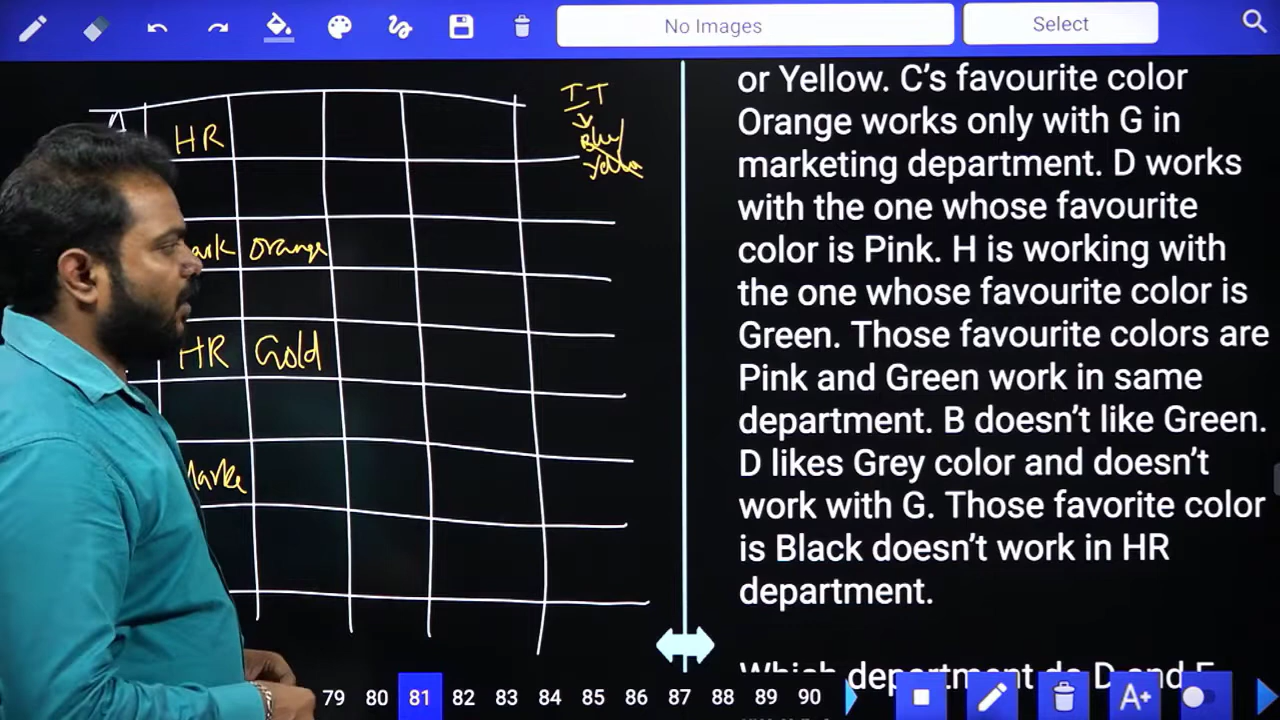 No Images
Select
IT
HR
Orange
HR Gold
or Yellow. C’s favourite color
Orange works only with G in
marketing department. D works
with the one whose favourite
color is Pink. H is working with
the one whose favourite color is
Green. Those favourite colors are
Pink and Green work in same
department. B doesn’t like Green.
D likes Grey color and doesn’t
work with G. Those favorite color
is Black doesn’t work in HR
department.
Which department do D and
79 80 81 82 83 84 85 86 87 88 89 90
A+